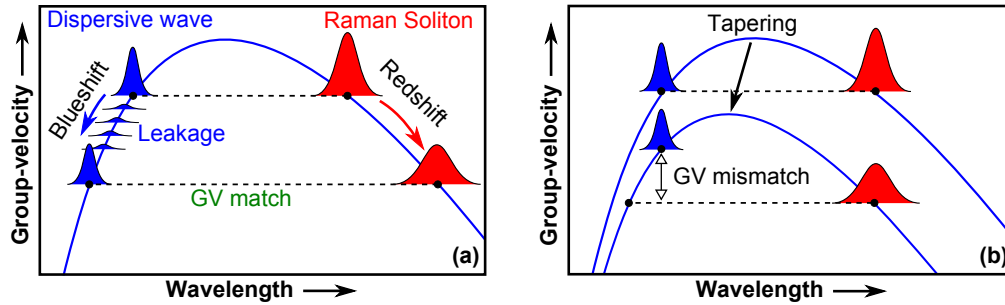 Dispersive wave
Raman Soliton
Blueshift
Redshift
Leakage
GV match
Group-velocity
Wavelength
(a)
Tapering
GV mismatch
Group-velocity
Wavelength
(b)